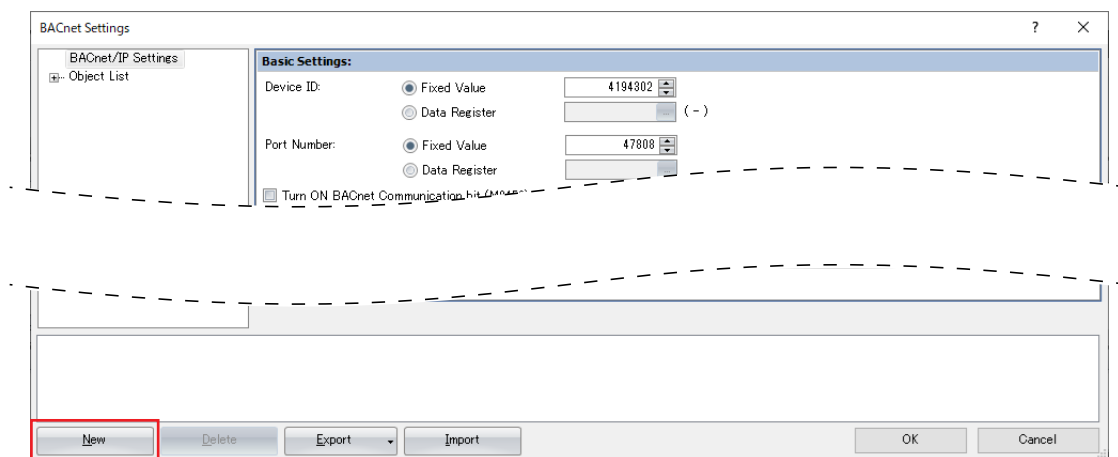 BACnet Settings ? ×
BACnet/IP Settings
Object List
Basic Settings:
Device ID: Fixed Value 4194302
Data Register ... (-)
Port Number: Fixed Value 47808
Data Register ...
Turn ON BACnet Communication bit
New Delete Export Import OK Cancel